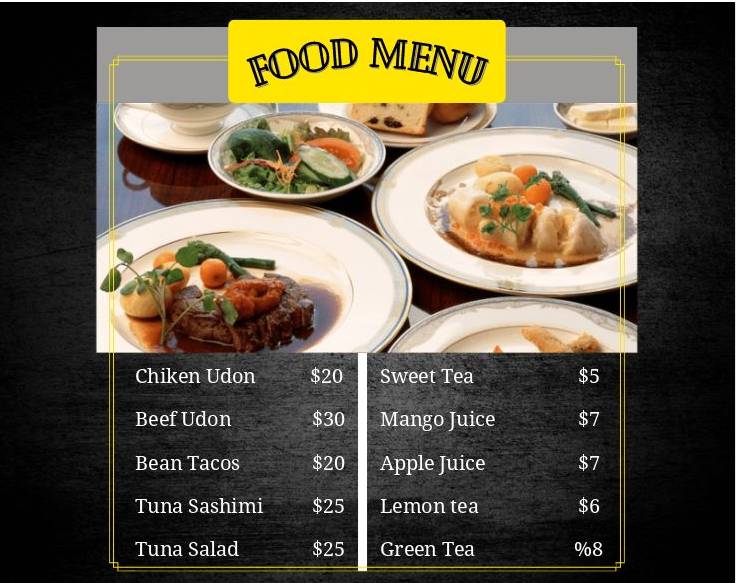 FOOD MENU
Chiken Udon $20
Beef Udon $30
Bean Tacos $20
Tuna Sashimi $25
Tuna Salad $25
Sweet Tea $5
Mango Juice $7
Apple Juice $7
Lemon tea $6
Green Tea %8